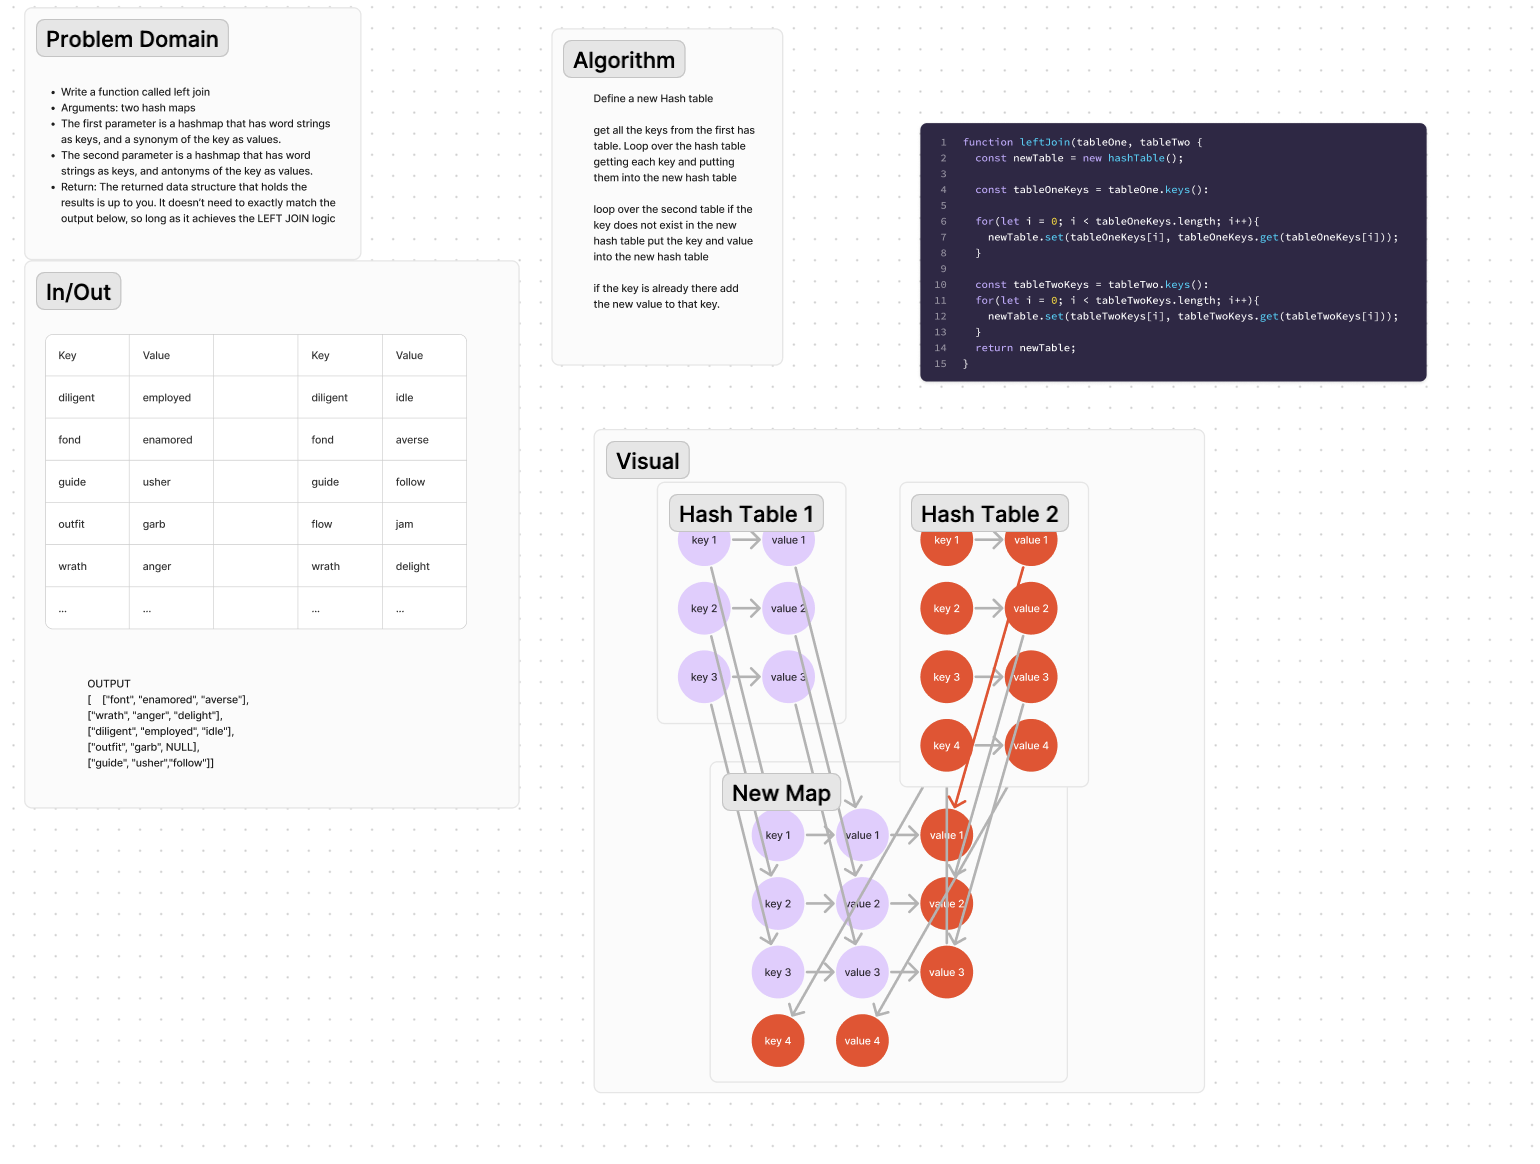 Problem Domain
• Write a function called left join
• Arguments: two hash maps
• The first parameter is a hashmap that has word strings
as keys, and a synonym of the key as values.
• The second parameter is a hashmap that has word
strings as keys, and antonyms of the key as values.
• Return: The returned data structure that holds the
results is up to you. It doesn't need to exactly match the
output below, so long as it achieves the LEFT JOIN logic
In/Out
Key Value Key Value
diligent employed diligent idle
fond enamored fond averse
guide usher guide follow
outfit garb flow jam
wrath anger wrath delight
... ... ... ...
OUTPUT
[ ["font", "enamored", "averse"],
["wrath", "anger", "delight"],
["diligent", "employed", "idle"],
["outfit", "garb", NULL],
["guide", "usher","follow"]]
Algorithm
Define a new Hash table
get all the keys from the first has
table. Loop over the hash table
getting each key and putting
them into the new hash table
loop over the second table if the
key does not exist in the new
hash table put the key and value
into the new hash table
if the key is already there add
the new value to that key.
1 function leftJoin(tableOne, tableTwo {
2 const newTable = new hashTable();
3
4 const tableOneKeys = tableOne.keys():
5
6 for(let i = 0; i < tableOneKeys.length; i++){
7 newTable.set(tableOneKeys[i], tableOneKeys.get(tableOneKeys[i]));
8 }
9
10 const tableTwoKeys = tableTwo.keys():
11 for(let i = 0; i < tableTwoKeys.length; i++){
12 newTable.set(tableTwoKeys[i], tableTwoKeys.get(tableTwoKeys[i]));
13 }
14 return newTable;
15 }
Visual
Hash Table 1
key 1 value 1
key 2 value 2
key 3 value 3
Hash Table 2
key 1 value 1
key 2 value 2
key 3 value 3
key 4 value 4
New Map
key 1 value 1 value 1
key 2 value 2 value 2
key 3 value 3 value 3
key 4 value 4